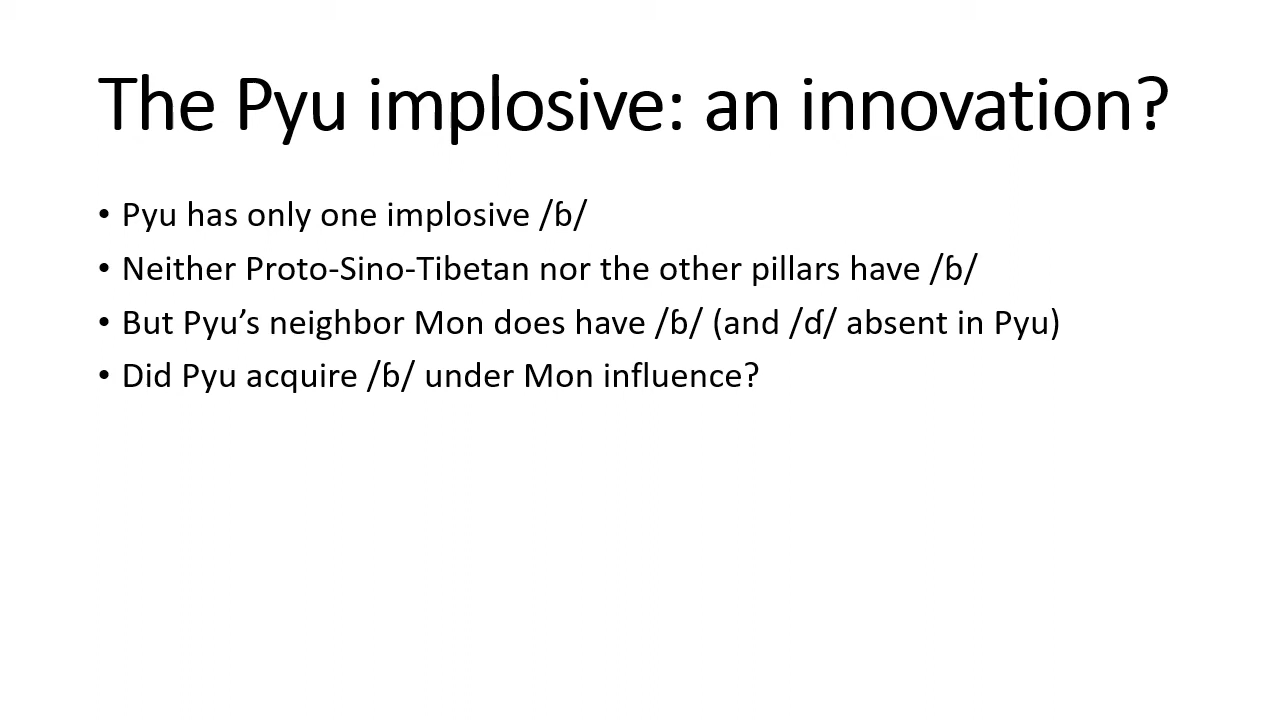 The Pyu implosive: an innovation?
• Pyu has only one implosive /ɓ/
• Neither Proto-Sino-Tibetan nor the other pillars have /ɓ/
• But Pyu’s neighbor Mon does have /ɓ/ (and /ɗ/ absent in Pyu)
• Did Pyu acquire /ɓ/ under Mon influence?